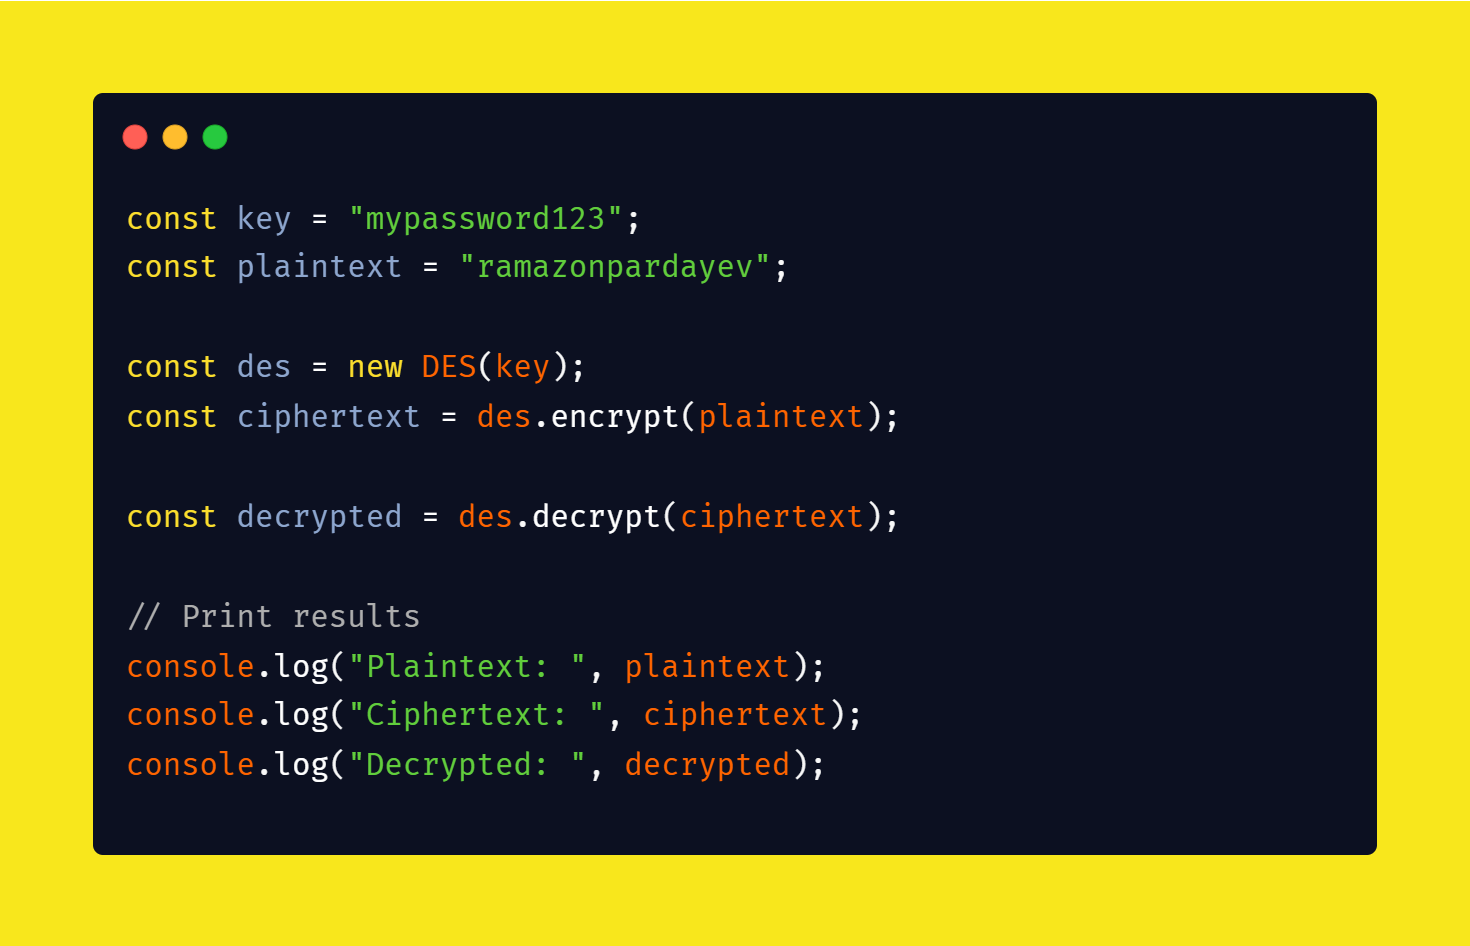 const key = "mypassword123";
const plaintext = "ramazonpardayev";
const des = new DES(key);
const ciphertext = des.encrypt(plaintext);
const decrypted = des.decrypt(ciphertext);
// Print results
console.log("Plaintext: ", plaintext);
console.log("Ciphertext: ", ciphertext);
console.log("Decrypted: ", decrypted);